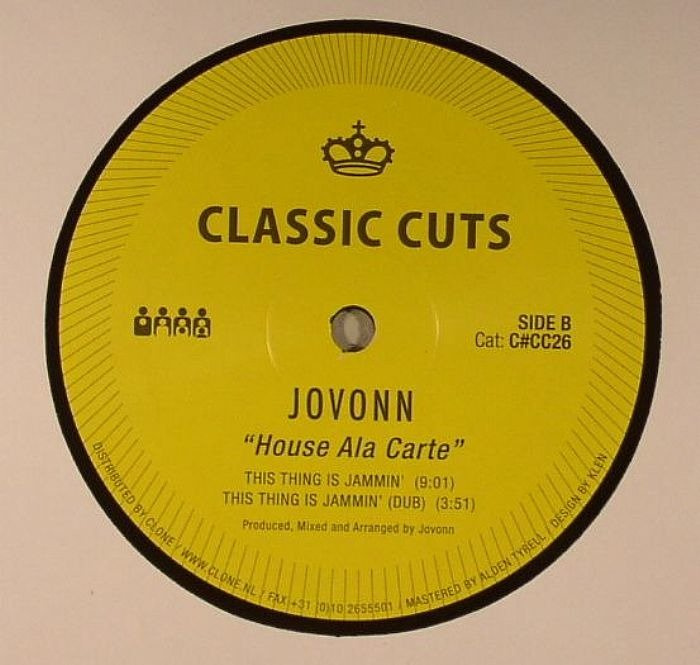 CLASSIC CUTS
SIDE B
Cat: C#CC26
JOVONN
“House Ala Carte”
THIS THING IS JAMMIN' (9:01)
THIS THING IS JAMMIN' (DUB) (3:51)
Produced, Mixed and Arranged by Jovonn
DISTRIBUTED BY CLONE / WWW.CLONE.NL / FAX +31 (0)10 2655501 / MASTERED BY ALDEN TYRELL / DESIGN BY KLEN